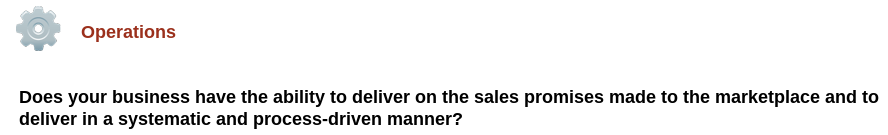 Operations
Does your business have the ability to deliver on the sales promises made to the marketplace and to
deliver in a systematic and process-driven manner?